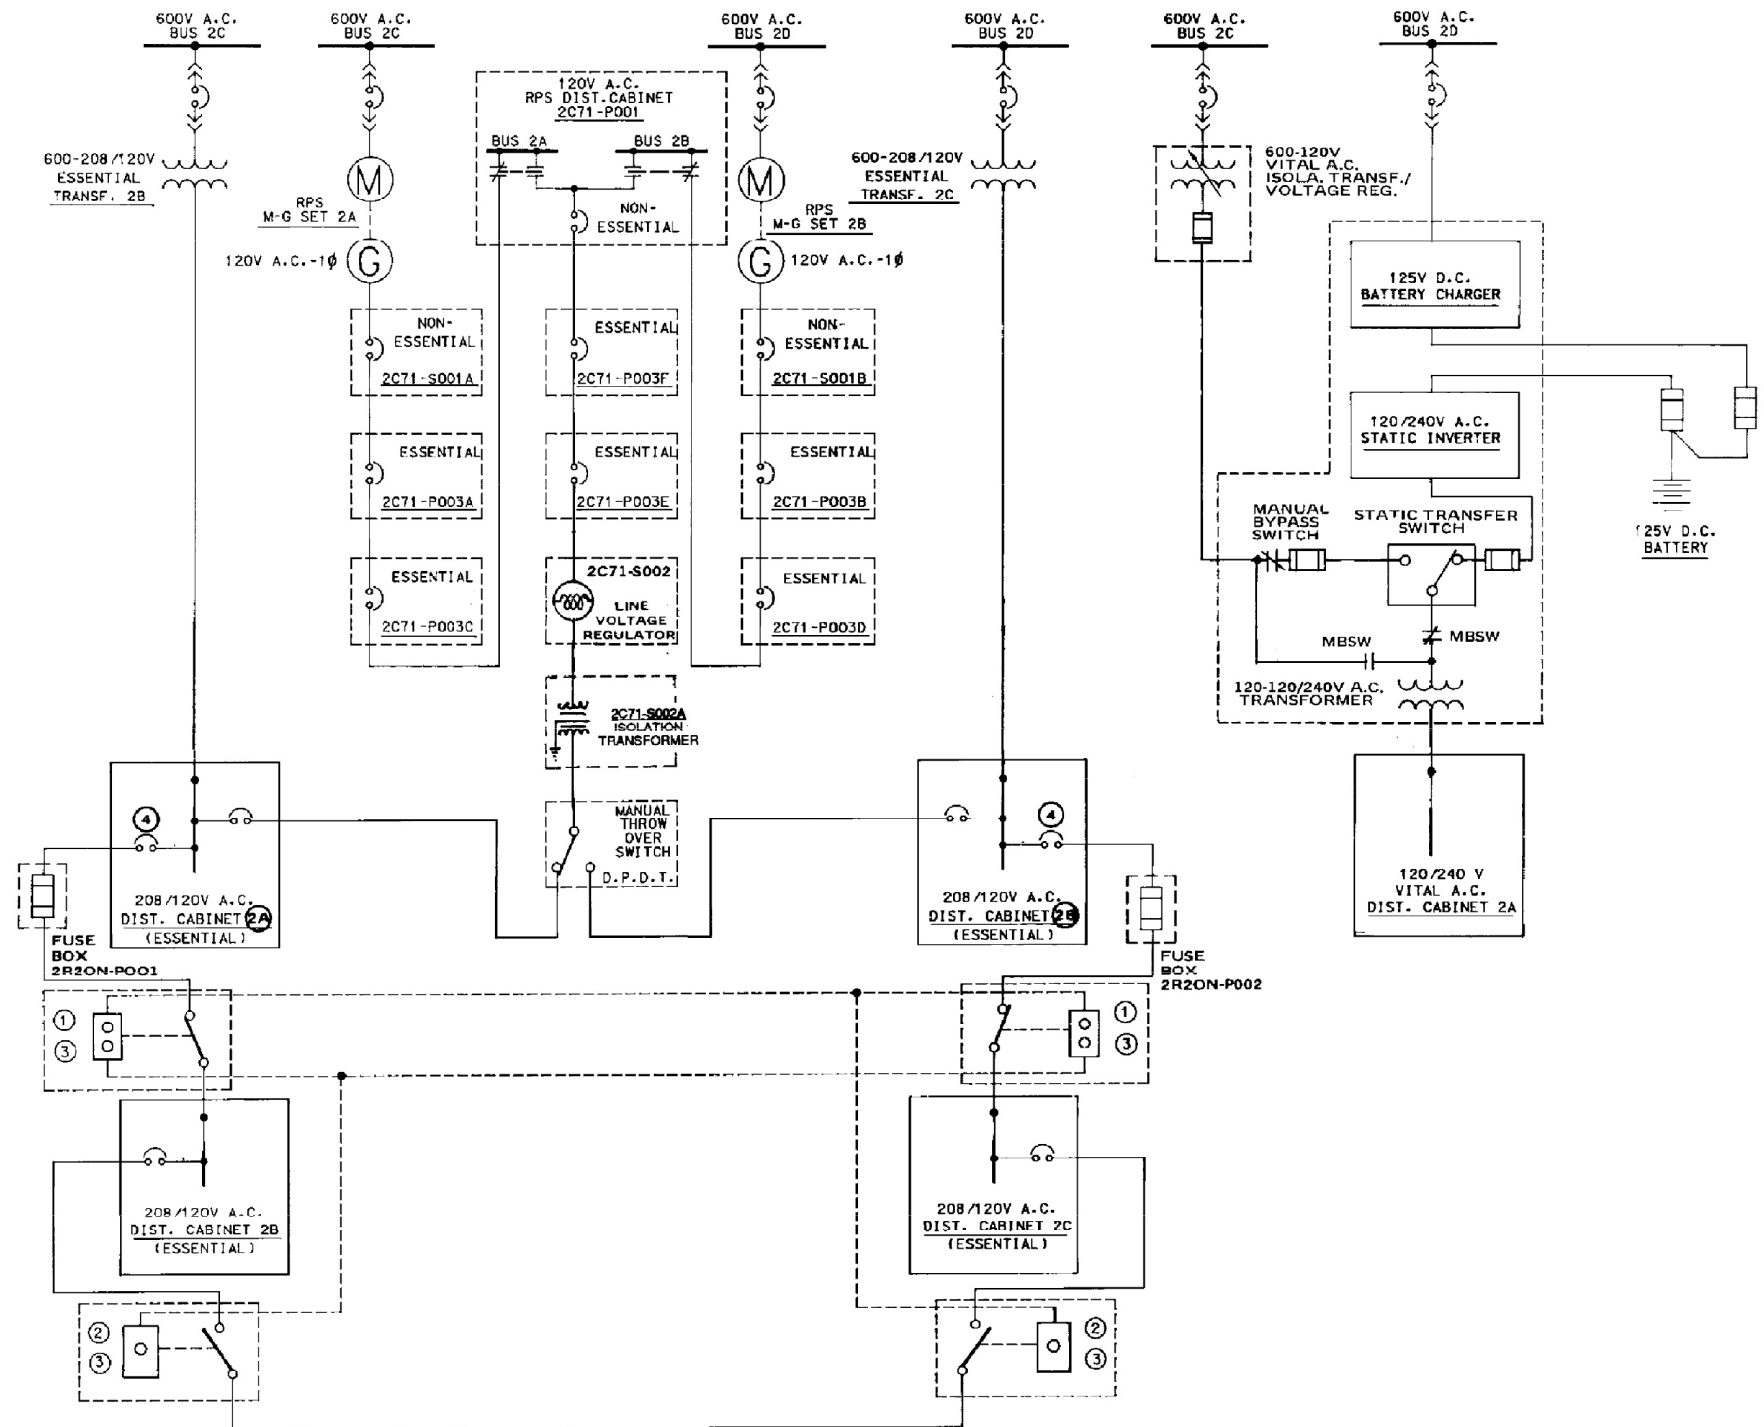 600V A.C.
BUS 2C
600V A.C.
BUS 2C
600V A.C.
BUS 2D
600V A.C.
BUS 2D
600V A.C.
BUS 2C
600V A.C.
BUS 2D
120V A.C.
RPS DIST.CABINET
2C71-P001
BUS 2A
BUS 2B
NON-
ESSENTIAL
600-208/120V
ESSENTIAL
TRANSF. 2B
M
RPS
M-G SET 2A
120V A.C.-1Ø
G
M
RPS
M-G SET 2B
G
120V A.C.-1Ø
600-208/120V
ESSENTIAL
TRANSF. 2C
600-120V
VITAL A.C.
ISOLA. TRANSF./
VOLTAGE REG.
125V D.C.
BATTERY CHARGER
120/240V A.C.
STATIC INVERTER
125V D.C.
BATTERY
MANUAL
BYPASS
SWITCH
STATIC TRANSFER
SWITCH
MBSW
MBSW
120-120/240V A.C.
TRANSFORMER
NON-
ESSENTIAL
2C71-S001A
ESSENTIAL
2C71-P003F
NON-
ESSENTIAL
2C71-S001B
ESSENTIAL
2C71-P003A
ESSENTIAL
2C71-P003E
ESSENTIAL
2C71-P003B
ESSENTIAL
2C71-P003C
2C71-S002
LINE
VOLTAGE
REGULATOR
ESSENTIAL
2C71-P003D
2C71-S002A
ISOLATION
TRANSFORMER
MANUAL
THROW
OVER
SWITCH
D.P.D.T.
4
208/120V A.C.
DIST. CABINET 2A
(ESSENTIAL)
4
208/120V A.C.
DIST. CABINET 2B
(ESSENTIAL)
120/240 V
VITAL A.C.
DIST. CABINET 2A
FUSE
BOX
2R20N-P001
FUSE
BOX
2R20N-P002
1
3
1
3
208/120V A.C.
DIST. CABINET 2B
(ESSENTIAL)
208/120V A.C.
DIST. CABINET 2C
(ESSENTIAL)
2
3
2
3